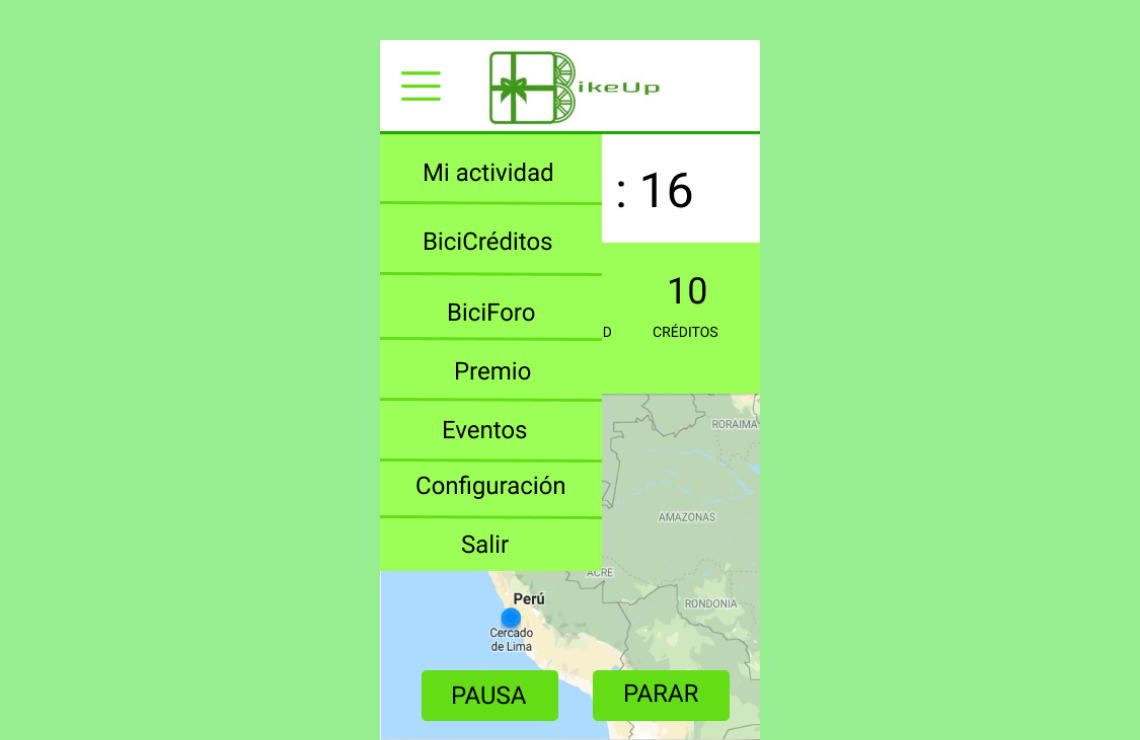 ikeUp
Mi actividad
: 16
BiciCréditos
10
BiciForo
D
CRÉDITOS
Premio
RORAIMA
Eventos
Configuración
AMAZONAS
Salir
ACRE
Perú
RONDONIA
Cercado
de Lima
PAUSA
PARAR